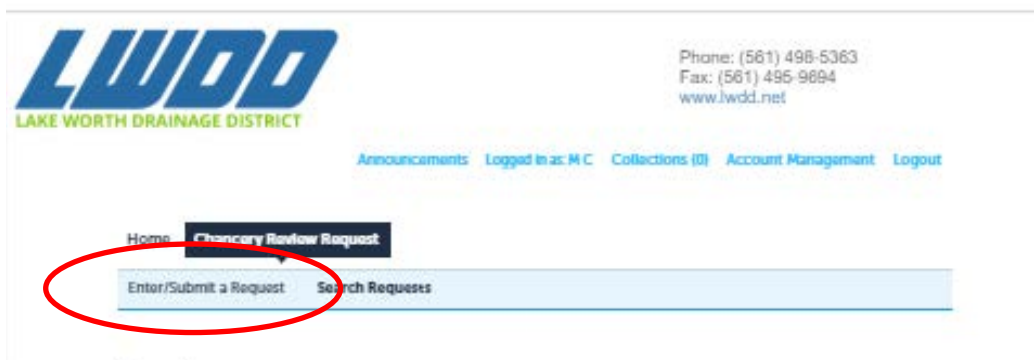 LWDD
LAKE WORTH DRAINAGE DISTRICT
Phone: (561) 498-5363
Fax: (561) 495-9694
www.lwdd.net
Announcements Logged in as: M C Collections (0) Account Management Logout
Home Chancery Review Request
Enter/Submit a Request Search Requests